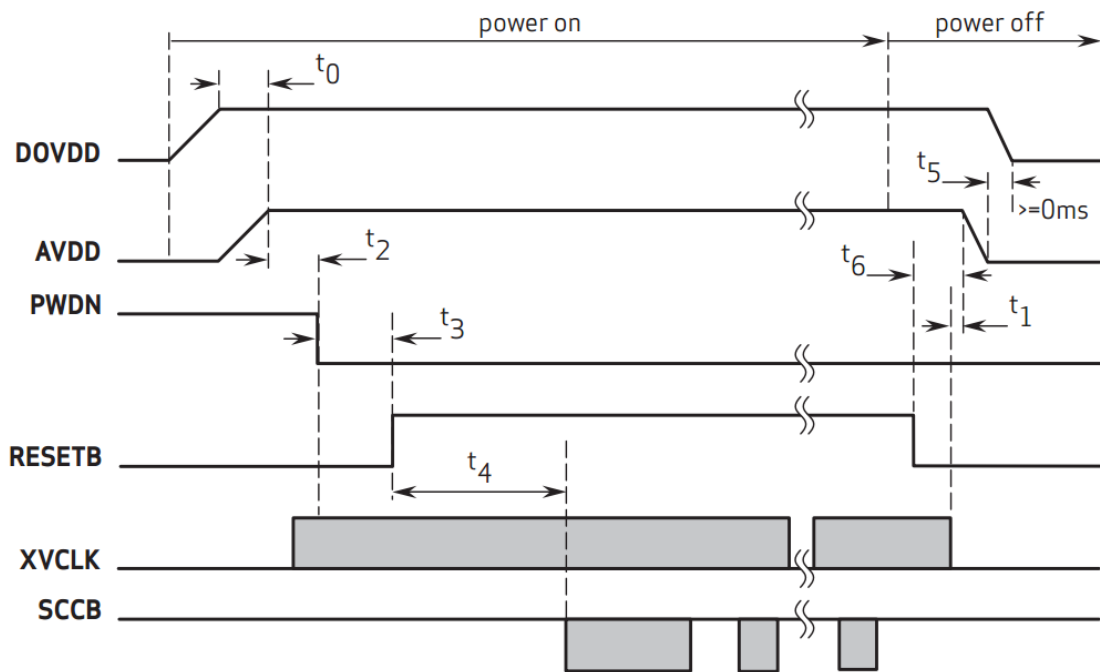 power on
power off
t0
DOVDD
t5
>=0ms
AVDD
t2
t6
PWDN
t3
t1
RESETB
t4
XVCLK
SCCB